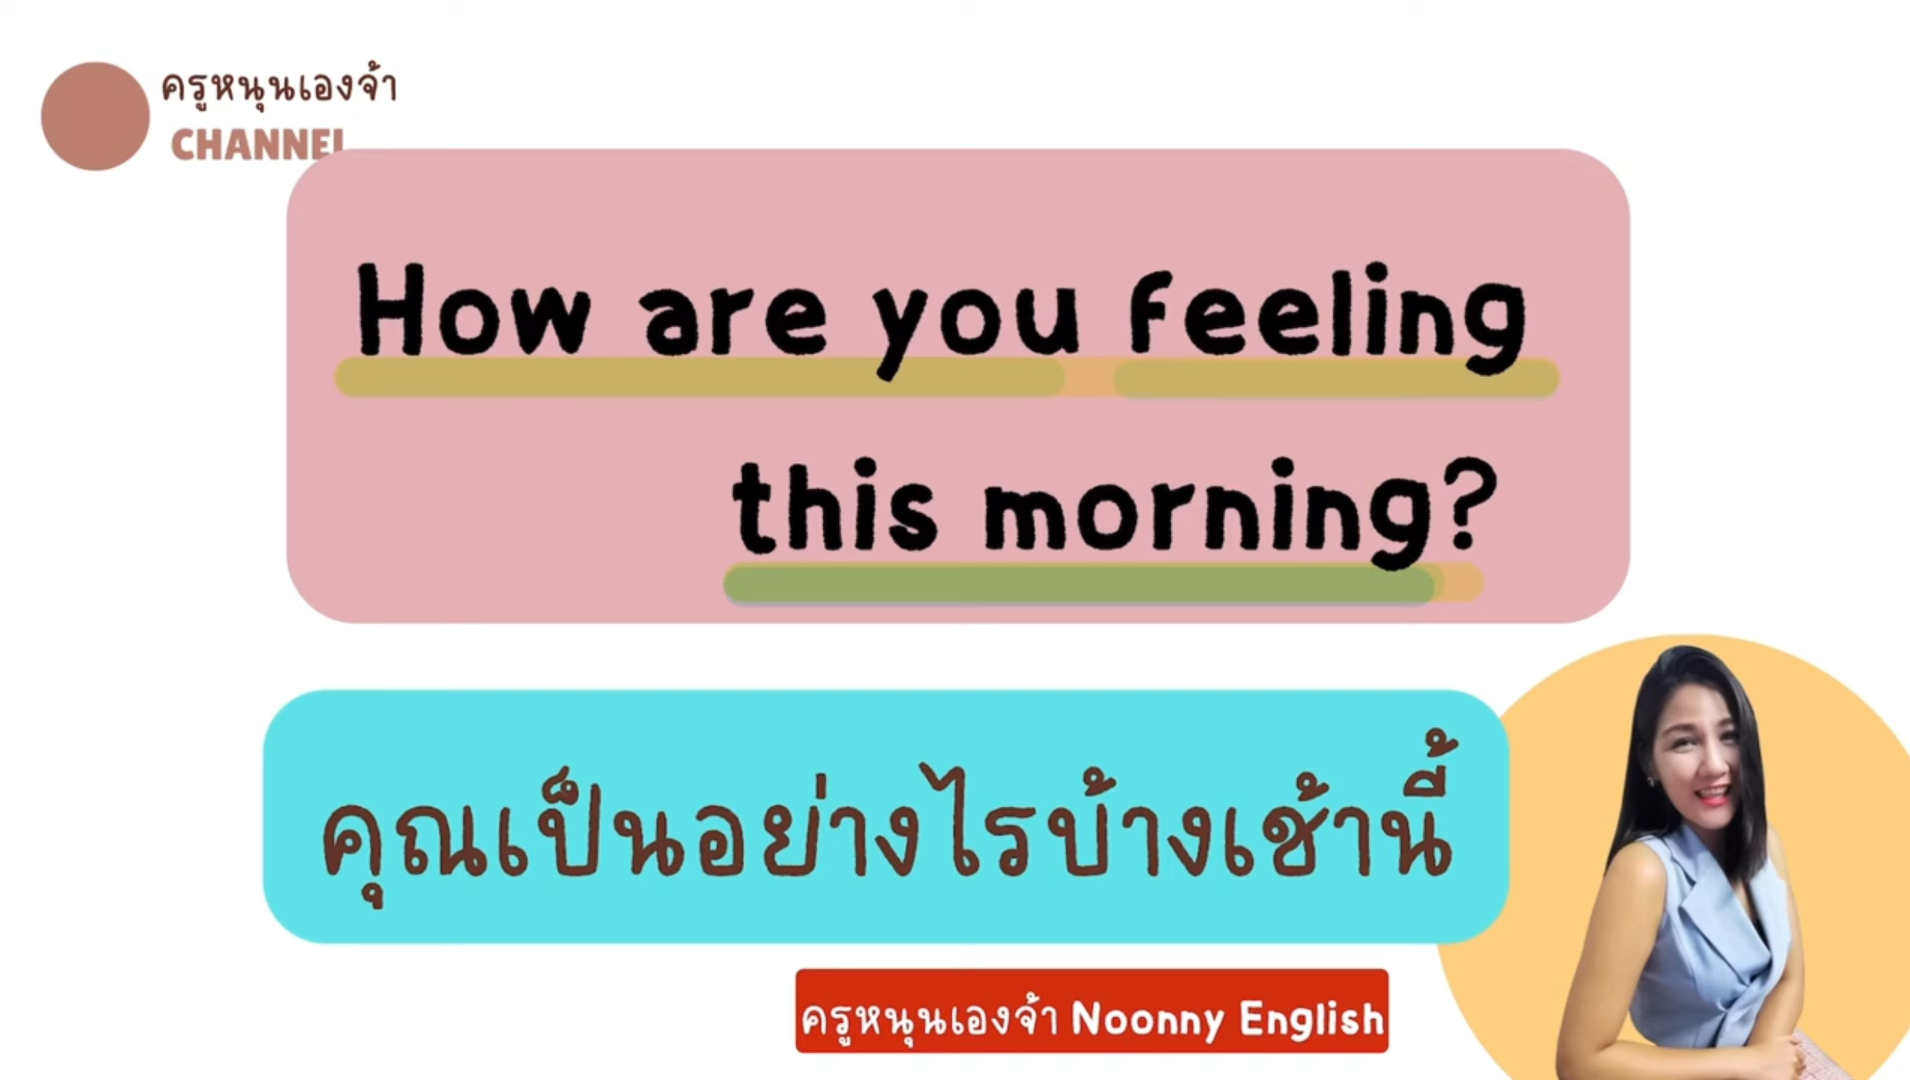 ครูหนุนเองจ้า
CHANNEL
How are you feeling
this morning?
คุณเป็นอย่างไรบ้างเช้านี้
ครูหนุนเองจ้า Noonny English